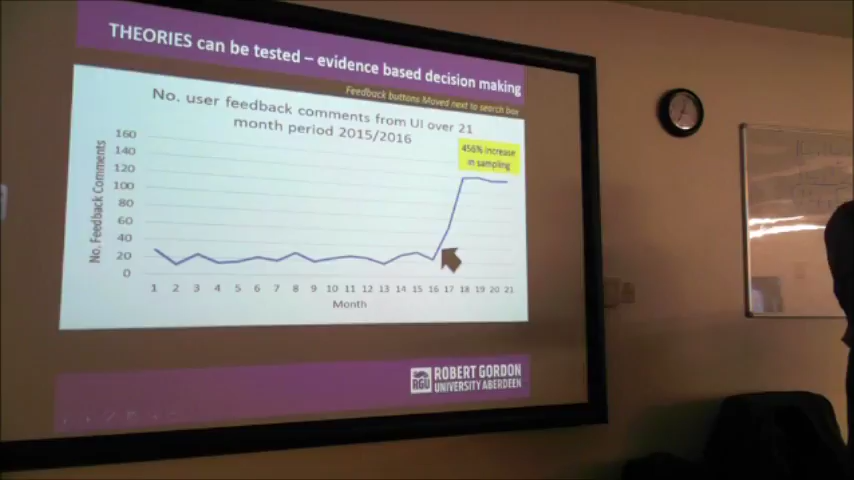 THEORIES can be tested – evidence based decision making
Feedback buttons Moved next to search box
No. user feedback comments from UI over 21
month period 2015/2016
456% increase
in sampling
No. Feedback Comments
160
140
120
100
80
60
40
20
0
1 2 3 4 5 6 7 8 9 10 11 12 13 14 15 16 17 18 19 20 21
Month
RGU
ROBERT GORDON
UNIVERSITY ABERDEEN